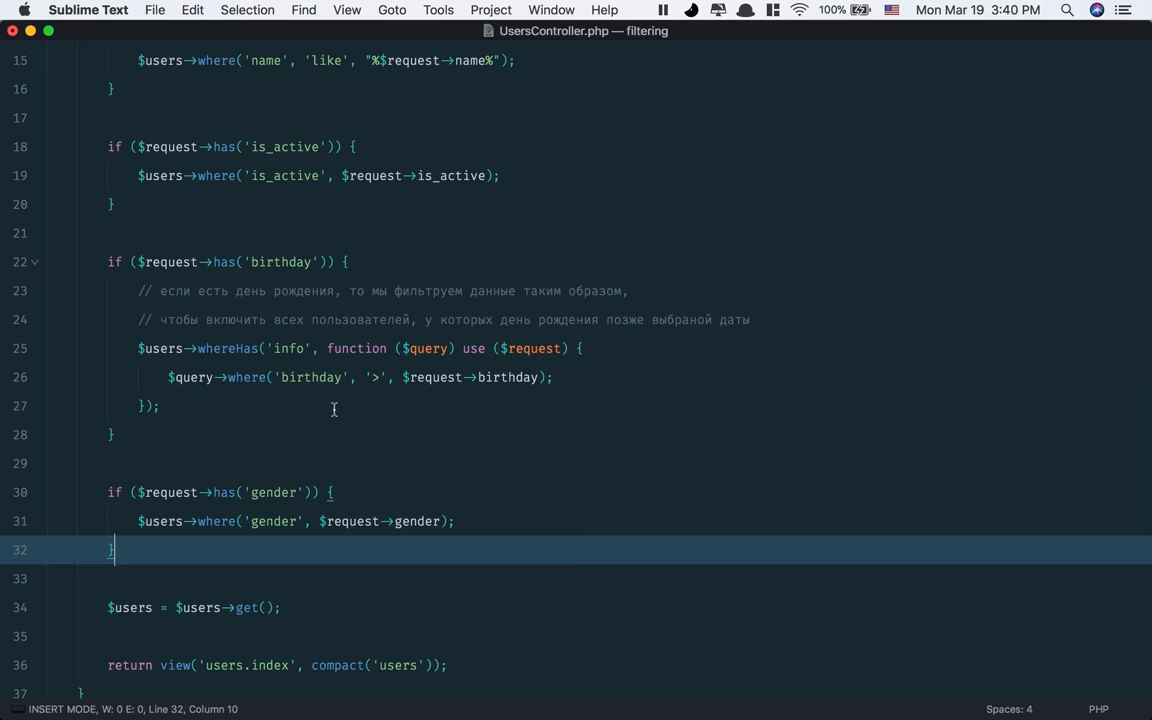 Sublime Text File Edit Selection Find View Goto Tools Project Window Help 100% Mon Mar 19 3:40 PM
UsersController.php — filtering
15 $users->where('name', 'like', "%$request->name%");
16 }
17
18 if ($request->has('is_active')) {
19 $users->where('is_active', $request->is_active);
20 }
21
22 if ($request->has('birthday')) {
23 // если есть день рождения, то мы фильтруем данные таким образом,
24 // чтобы включить всех пользователей, у которых день рождения позже выбраной даты
25 $users->whereHas('info', function ($query) use ($request) {
26 $query->where('birthday', '>', $request->birthday);
27 });
28 }
29
30 if ($request->has('gender')) {
31 $users->where('gender', $request->gender);
32 }
33
34 $users = $users->get();
35
36 return view('users.index', compact('users'));
37 }
INSERT MODE, W: 0 E: 0, Line 32, Column 10 Spaces: 4 PHP